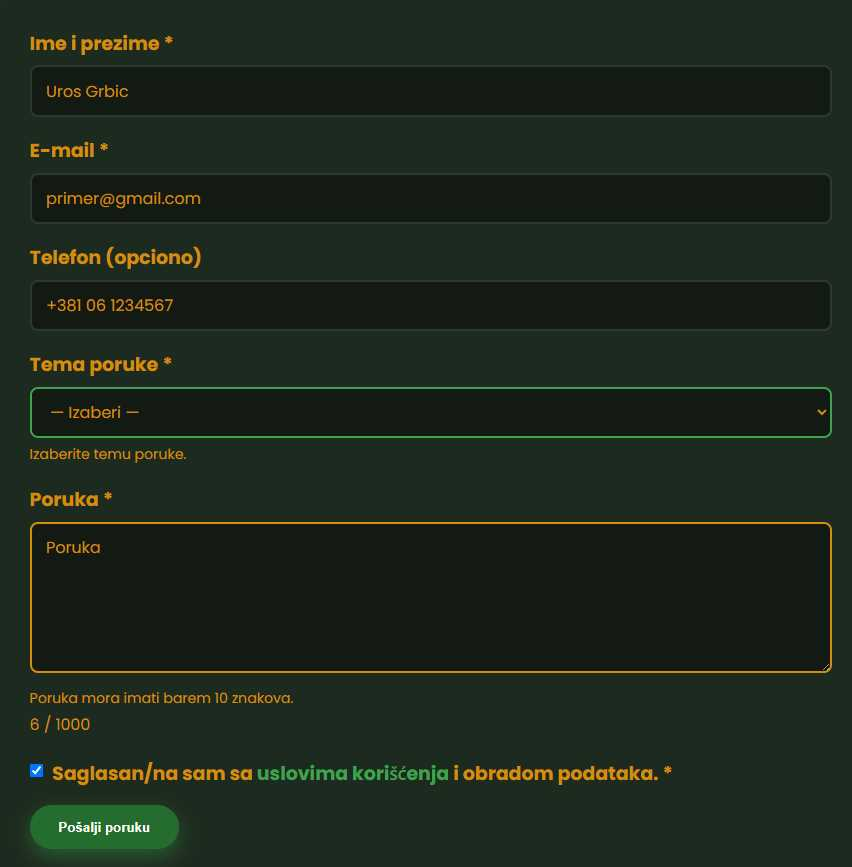 Ime i prezime *
Uros Grbic
E-mail *
primer@gmail.com
Telefon (opciono)
+381 06 1234567
Tema poruke *
— Izaberi —
Izaberite temu poruke.
Poruka *
Poruka
Poruka mora imati barem 10 znakova.
6 / 1000
Saglasan/na sam sa uslovima korišćenja i obradom podataka. *
Pošalji poruku